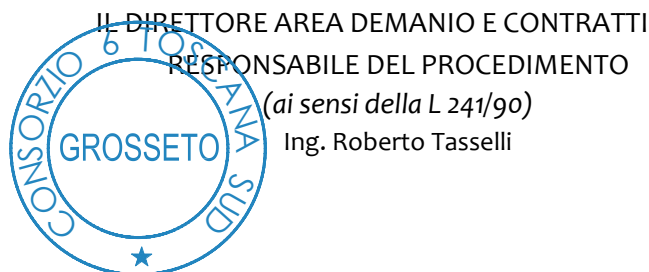 IL DIRETTORE AREA DEMANIO E CONTRATTI
RESPONSABILE DEL PROCEDIMENTO
(ai sensi della L 241/90)
Ing. Roberto Tasselli
CONSORZIO 6 TOSCANA SUD
GROSSETO